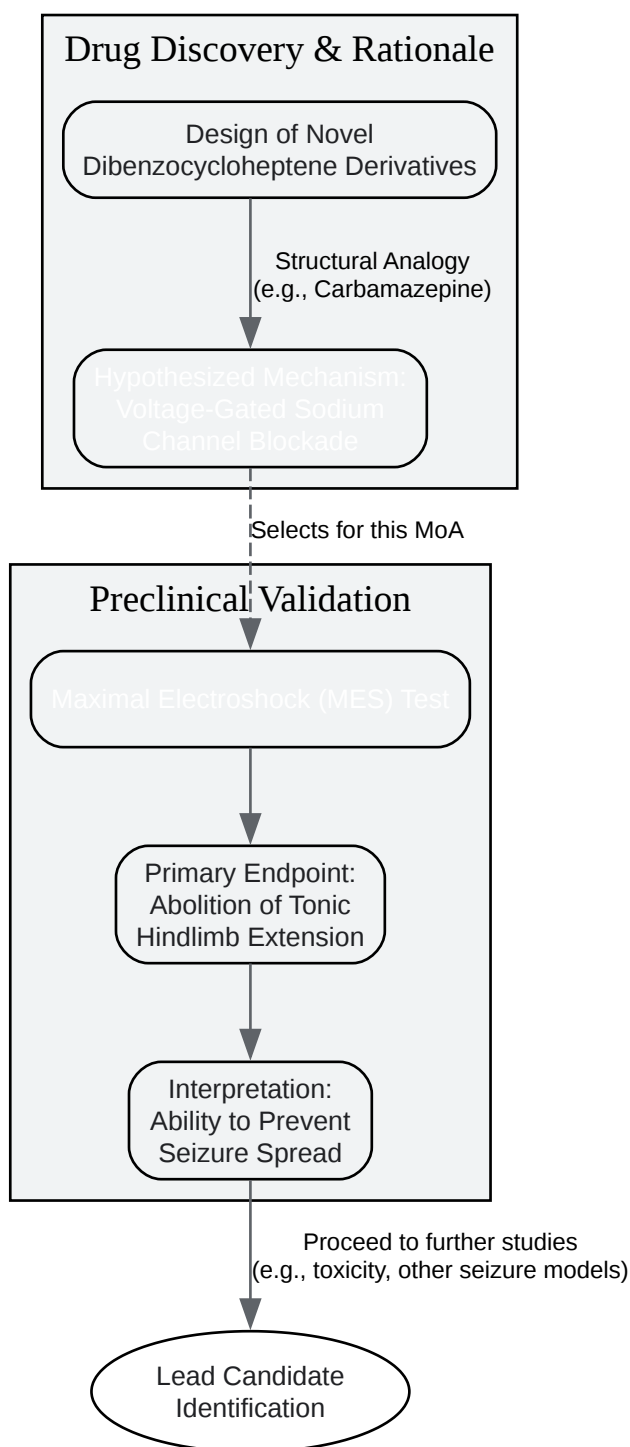 Drug Discovery & Rationale
Design of Novel
Dibenzocycloheptene Derivatives
Structural Analogy
(e.g., Carbamazepine)
Hypothesized Mechanism:
Voltage-Gated Sodium
Channel Blockade
Selects for this MoA
Preclinical Validation
Maximal Electroshock (MES) Test
Primary Endpoint:
Abolition of Tonic
Hindlimb Extension
Interpretation:
Ability to Prevent
Seizure Spread
Proceed to further studies
(e.g., toxicity, other seizure models)
Lead Candidate
Identification